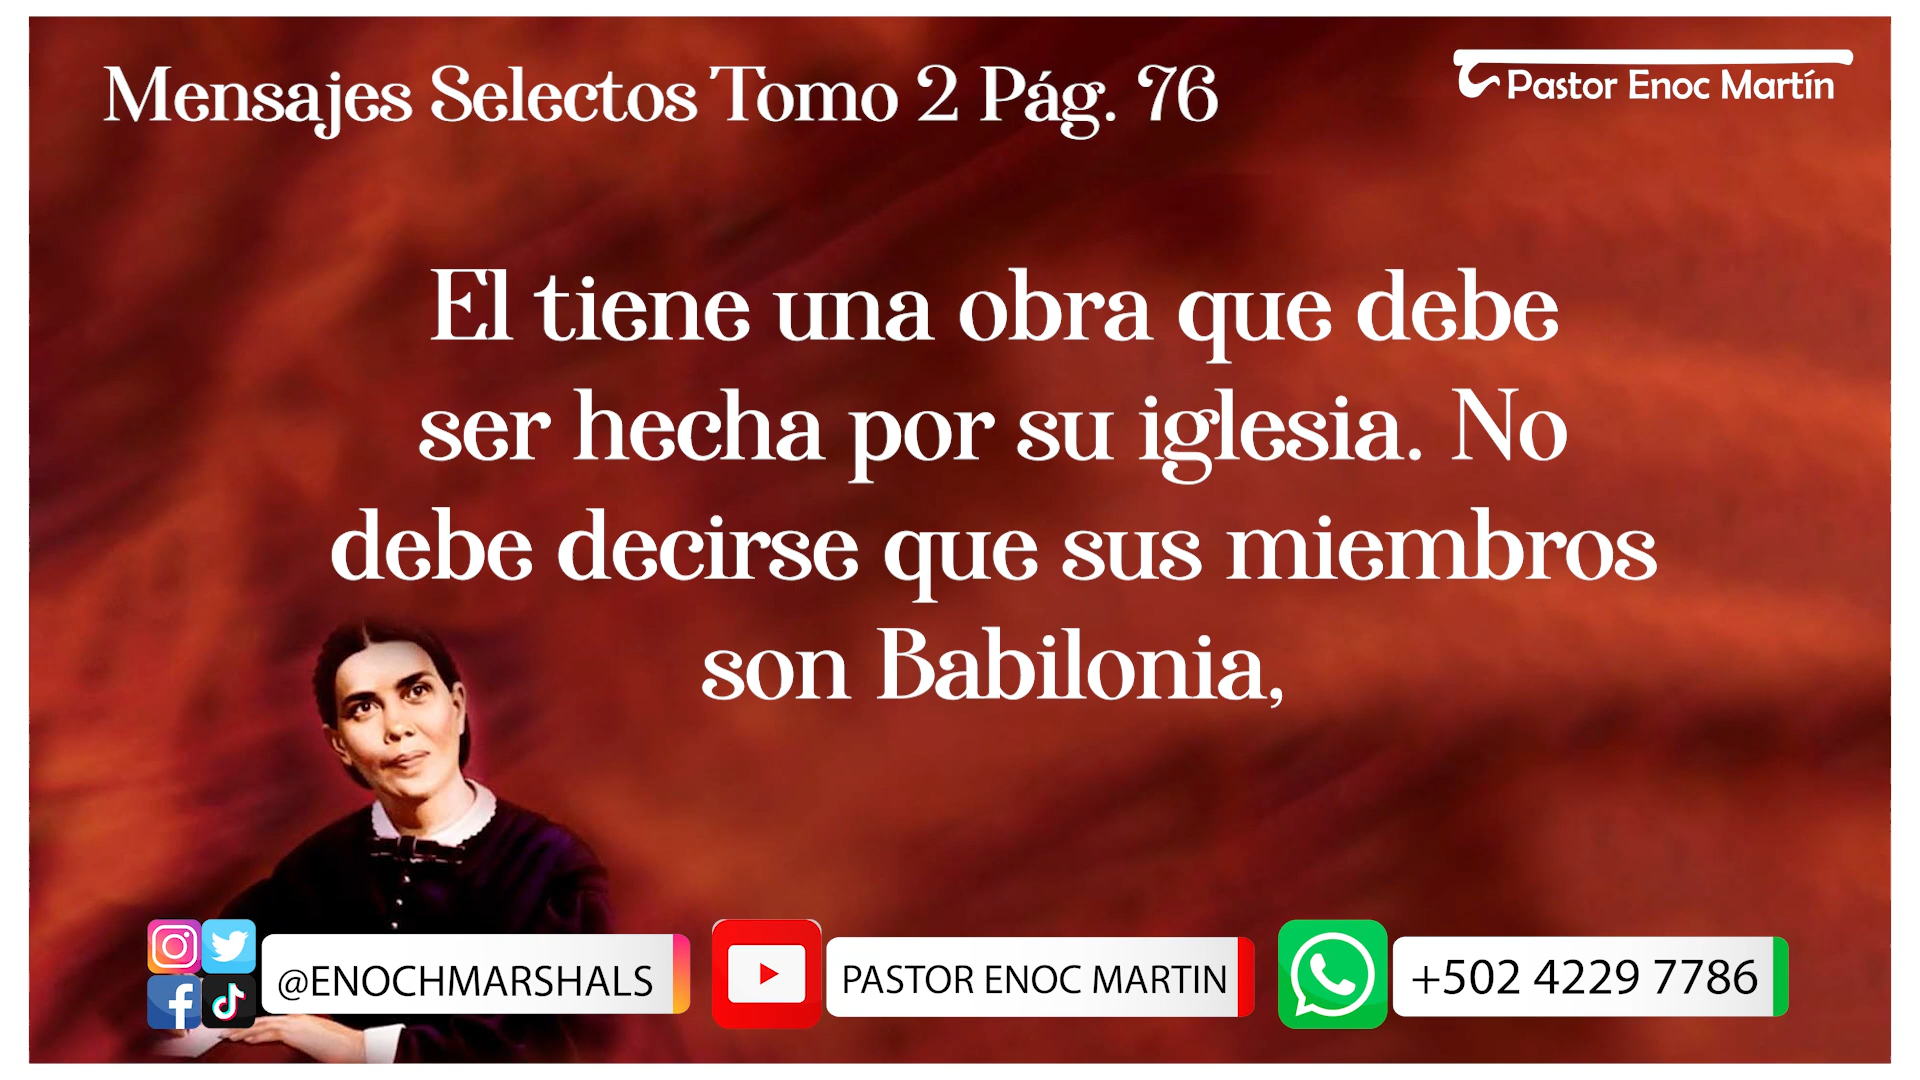 Mensajes Selectos Tomo 2 Pág. 76
Pastor Enoc Martín
El tiene una obra que debe
ser hecha por su iglesia. No
debe decirse que sus miembros
son Babilonia,
@ENOCHMARSHALS
PASTOR ENOC MARTIN
+502 4229 7786